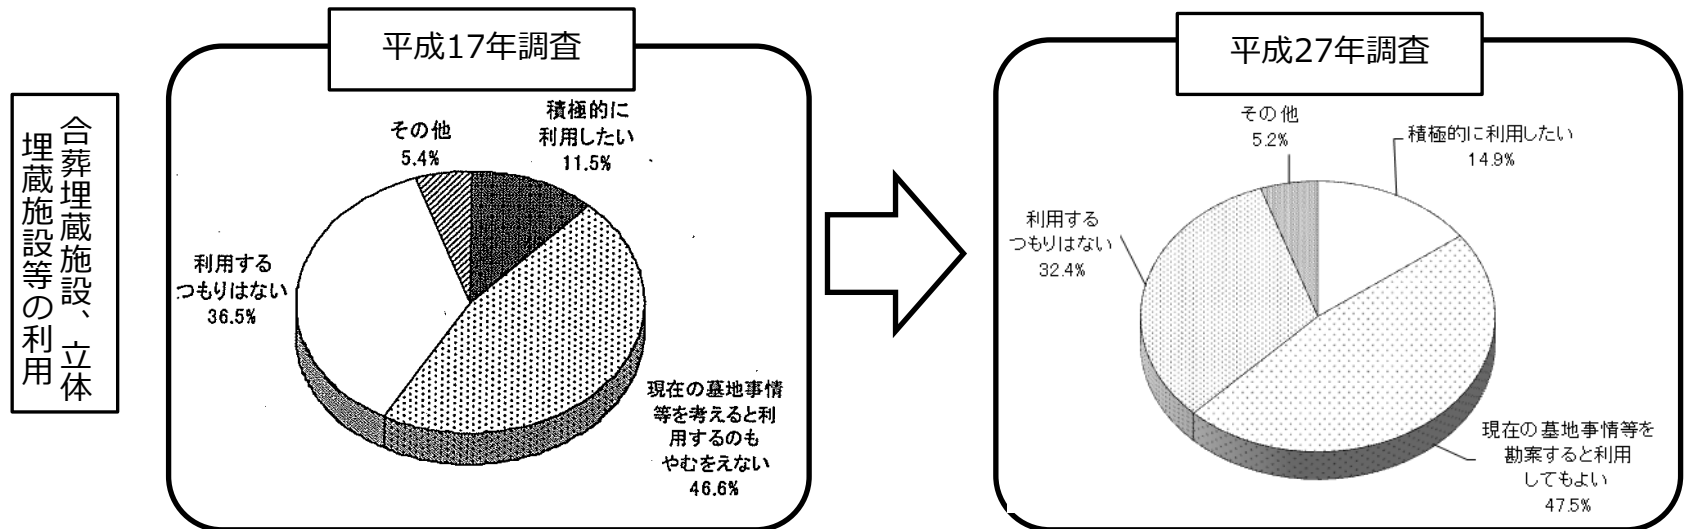 合葬埋蔵施設、立体
埋蔵施設等の利用
平成17年調査
積極的に
利用したい
11.5%
現在の墓地事情
等を考えると利
用するのも
やむをえない
46.6%
利用する
つもりはない
36.5%
その他
5.4%
平成27年調査
積極的に利用したい
14.9%
現在の墓地事情等を
勘案すると利用
してもよい
47.5%
利用する
つもりはない
32.4%
その他
5.2%